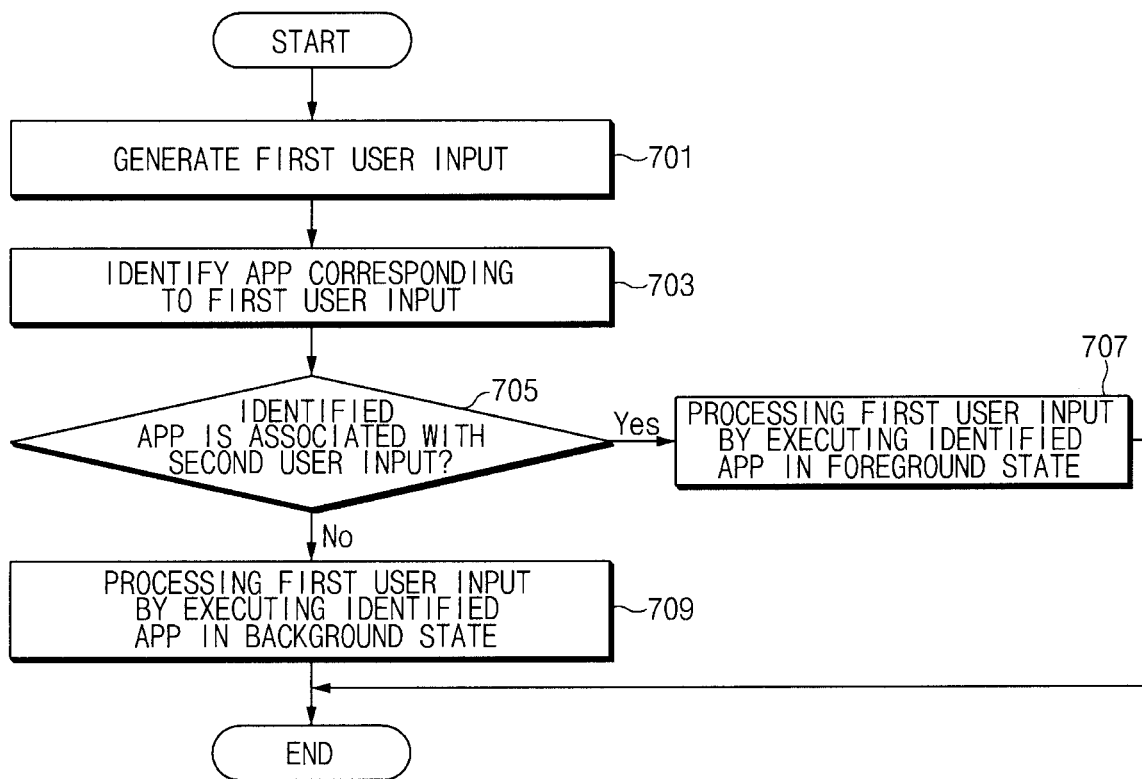 START
GENERATE FIRST USER INPUT
701
IDENTIFY APP CORRESPONDING
TO FIRST USER INPUT
703
705
IDENTIFIED
APP IS ASSOCIATED WITH
SECOND USER INPUT?
Yes
707
PROCESSING FIRST USER INPUT
BY EXECUTING IDENTIFIED
APP IN FOREGROUND STATE
No
PROCESSING FIRST USER INPUT
BY EXECUTING IDENTIFIED
APP IN BACKGROUND STATE
709
END